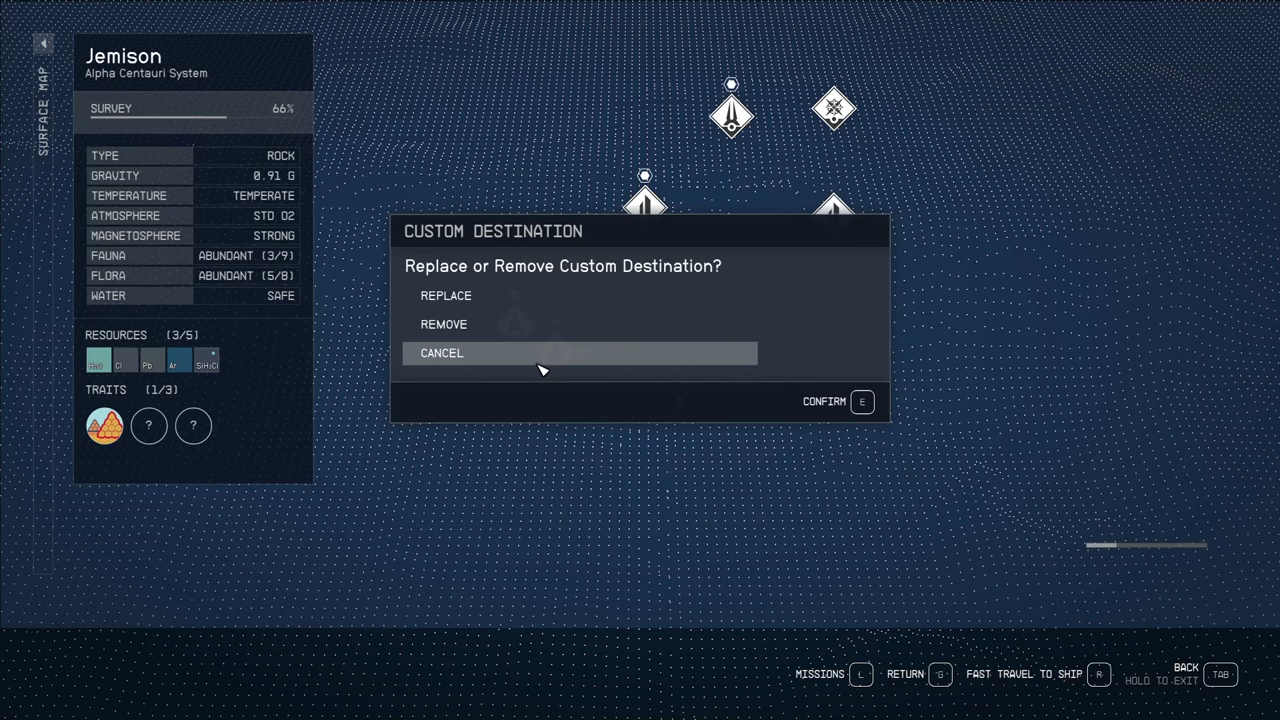 SURFACE MAP
Jemison
Alpha Centauri System
SURVEY 66%
TYPE ROCK
GRAVITY 0.91 G
TEMPERATURE TEMPERATE
ATMOSPHERE STD O2
MAGNETOSPHERE STRONG
FAUNA ABUNDANT (3/9)
FLORA ABUNDANT (5/8)
WATER SAFE
RESOURCES (3/5)
H₂O Cl Pb Ar SiH₃Cl
TRAITS (1/3)
? ?
CUSTOM DESTINATION
Replace or Remove Custom Destination?
REPLACE
REMOVE
CANCEL
CONFIRM E
MISSIONS L RETURN G FAST TRAVEL TO SHIP R BACK TAB
HOLD TO EXIT